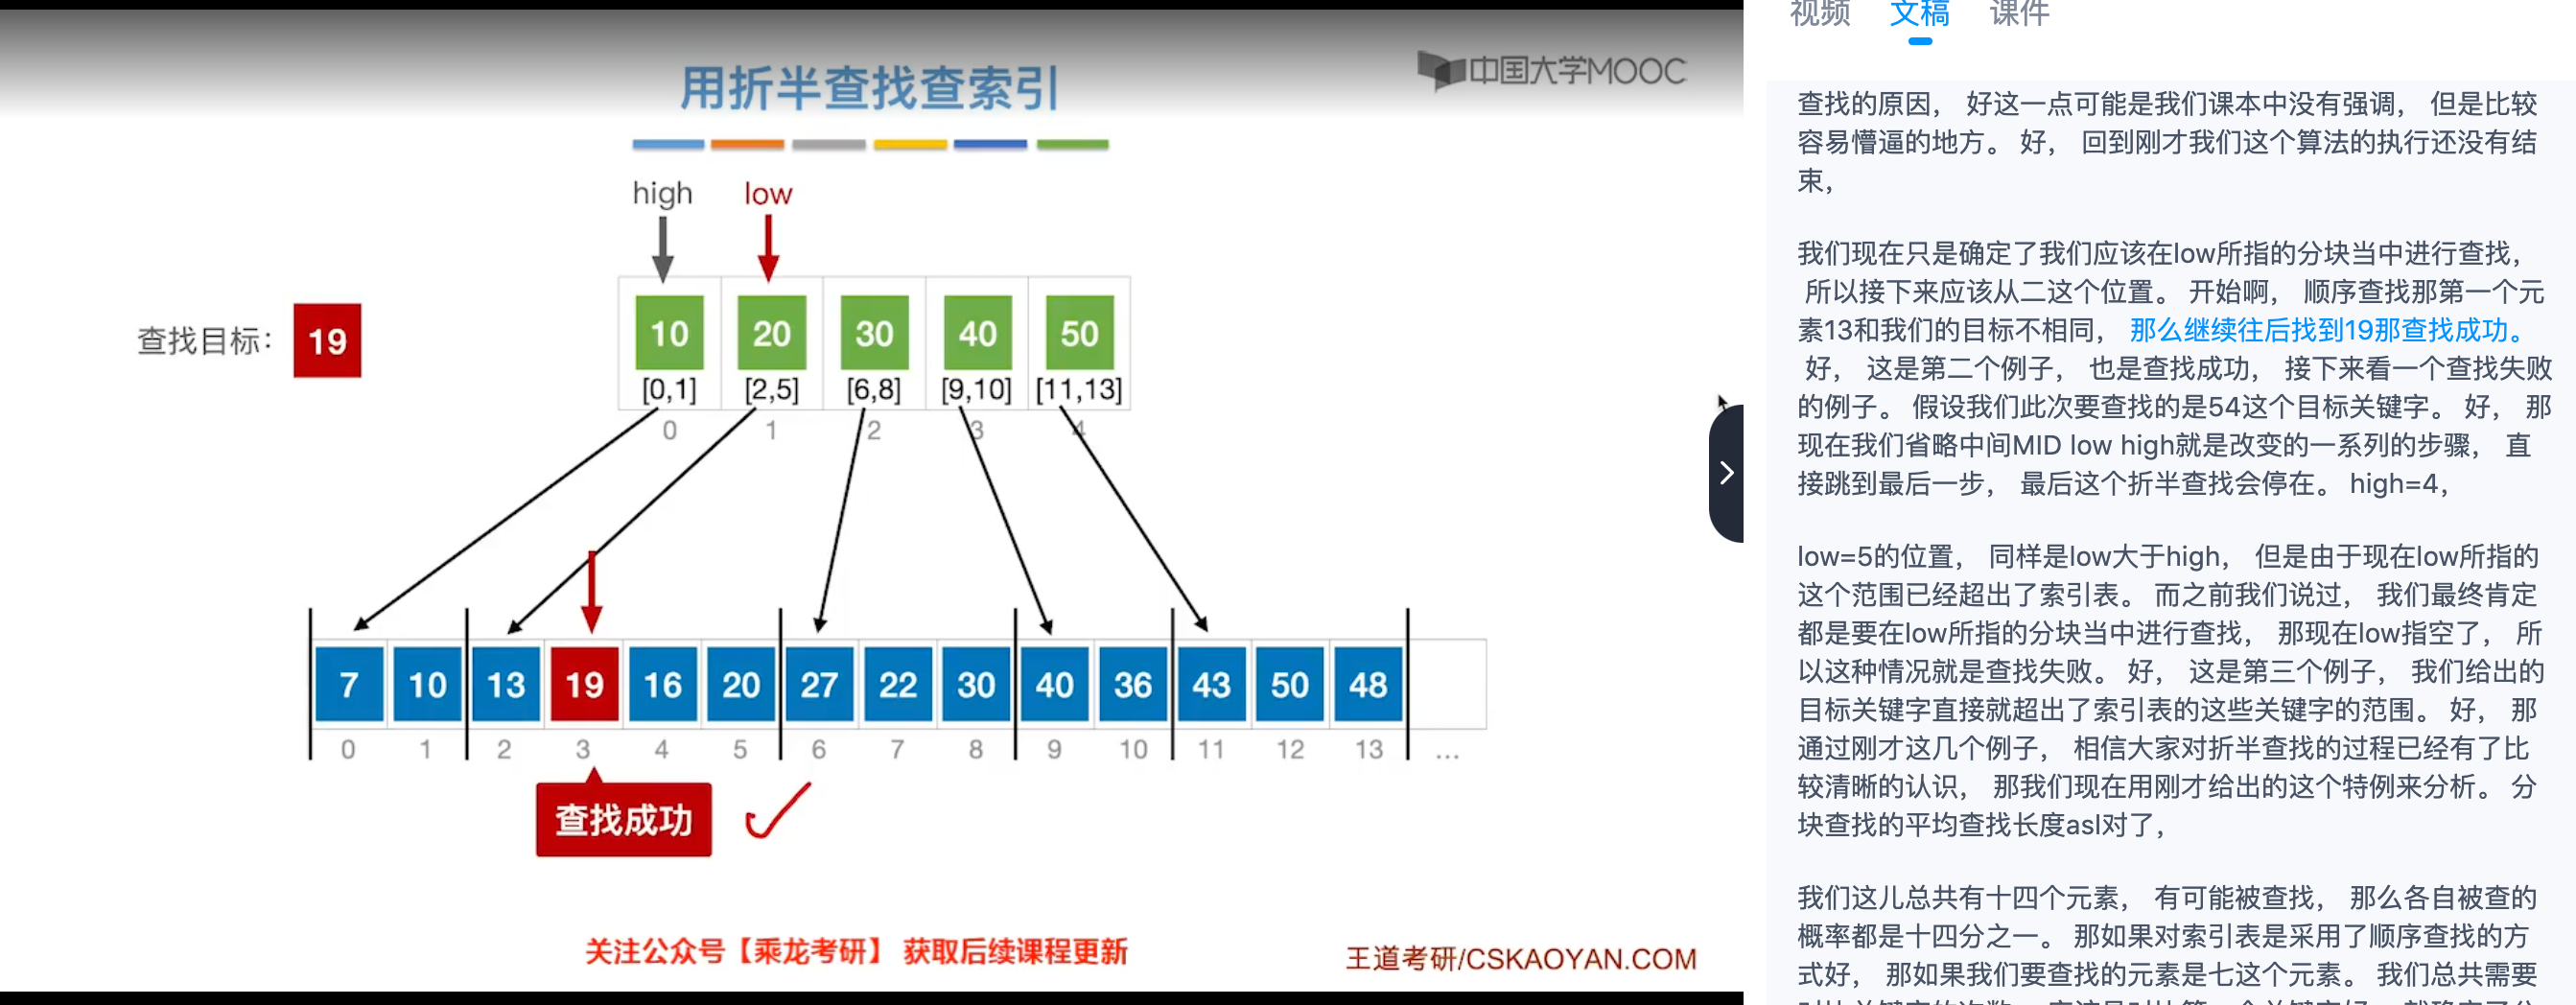 用折半查找查索引
中国大学MOOC
high low
查找目标: 19
10 20 30 40 50
[0,1] [2,5] [6,8] [9,10] [11,13]
0 1 2 3 4
7 10 13 19 16 20 27 22 30 40 36 43 50 48
0 1 2 3 4 5 6 7 8 9 10 11 12 13 ...
查找成功
关注公众号【乘龙考研】 获取后续课程更新
王道考研/CSKAOYAN.COM
视频 文稿 课件
查找的原因， 好这一点可能是我们课本中没有强调， 但是比较
容易懵逼的地方。 好， 回到刚才我们这个算法的执行还没有结
束，
我们现在只是确定了我们应该在low所指的分块当中进行查找，
所以接下来应该从二这个位置。 开始啊， 顺序查找那第一个元
素13和我们的目标不相同， 那么继续往后找到19那查找成功。
好， 这是第二个例子， 也是查找成功， 接下来看一个查找失败
的例子。 假设我们此次要查找的是54这个目标关键字。 好， 那
现在我们省略中间MID low high就是改变的一系列的步骤， 直
接跳到最后一步， 最后这个折半查找会停在。 high=4，
low=5的位置， 同样是low大于high， 但是由于现在low所指的
这个范围已经超出了索引表。 而之前我们说过， 我们最终肯定
都是要在low所指的分块当中进行查找， 那现在low指空了， 所
以这种情况就是查找失败。 好， 这是第三个例子， 我们给出的
目标关键字直接就超出了索引表的这些关键字的范围。 好， 那
通过刚才这几个例子， 相信大家对折半查找的过程已经有了比
较清晰的认识， 那我们现在用刚才给出的这个特例来分析。 分
块查找的平均查找长度asl对了，
我们这儿总共有十四个元素， 有可能被查找， 那么各自被查的
概率都是十四分之一。 那如果对索引表是采用了顺序查找的方
式好， 那如果我们要查找的元素是七这个元素。 我们总共需要